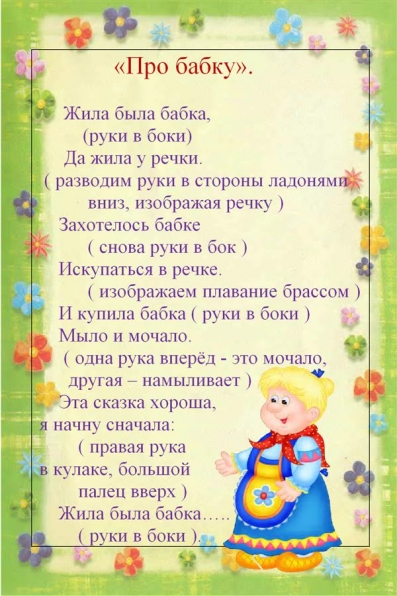 «Про бабку».
Жила была бабка,
(руки в боки)
Да жила у речки.
( разводим руки в стороны ладонями
вниз, изображая речку )
Захотелось бабке
( снова руки в бок )
Искупаться в речке.
( изображаем плавание брассом )
И купила бабка ( руки в боки )
Мыло и мочало.
( одна рука вперёд - это мочало,
другая – намыливает )
Эта сказка хороша,
я начну сначала:
( правая рука
в кулаке, большой
палец вверх )
Жила была бабка…..
( руки в боки ).